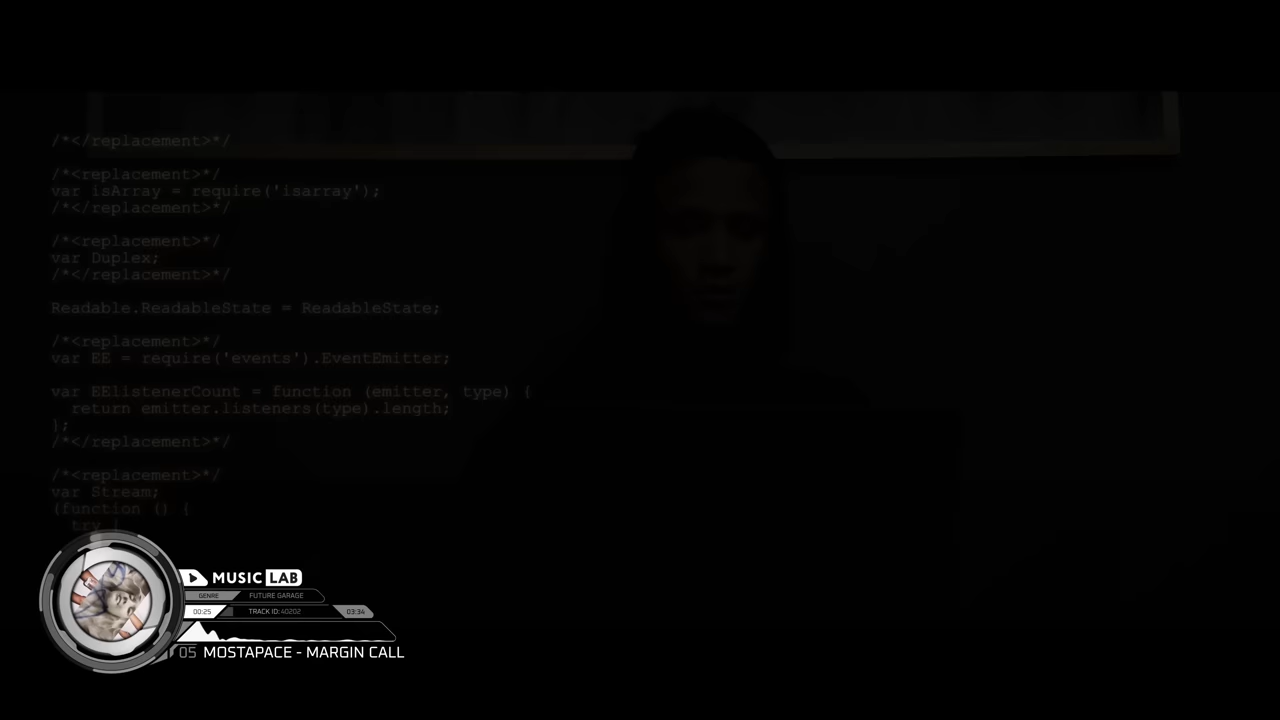 /*</replacement>*/
/*<replacement>*/
var isArray = require('isarray');
/*</replacement>*/
/*<replacement>*/
var Duplex;
/*</replacement>*/
Readable.ReadableState = ReadableState;
/*<replacement>*/
var EE = require('events').EventEmitter;
var EElistenerCount = function (emitter, type) {
  return emitter.listeners(type).length;
};
/*</replacement>*/
/*<replacement>*/
var Stream;
(function () {
  try {
MUSIC LAB
GENRE FUTURE GARAGE
00:25 TRACK ID: 40202 03:34
05 MOSTAPACE - MARGIN CALL